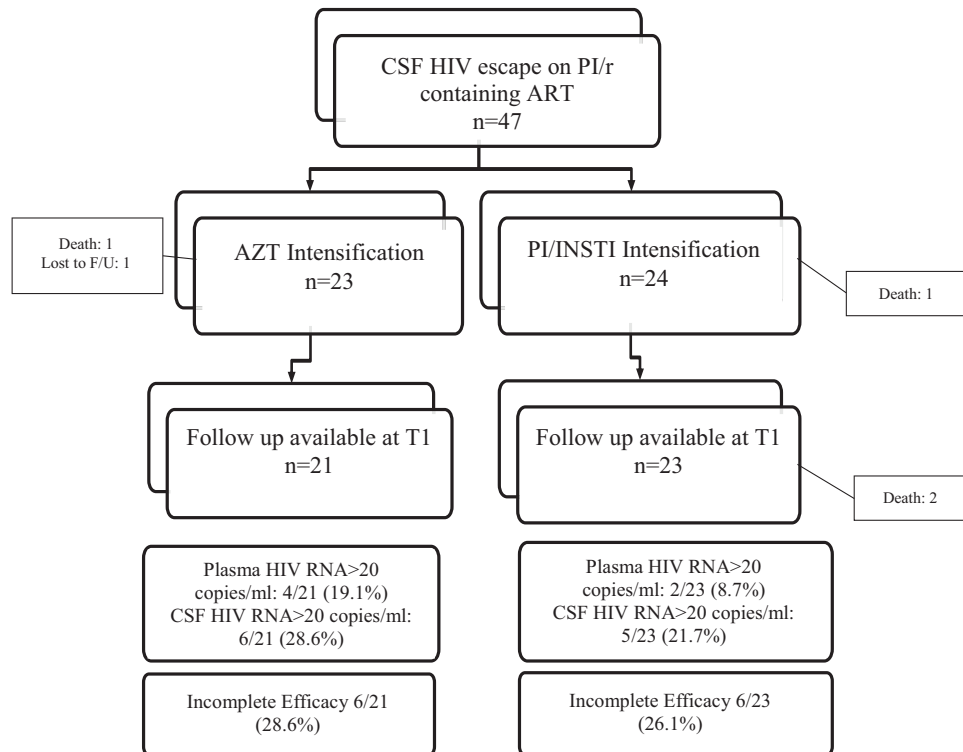 CSF HIV escape on PI/r
containing ART
n=47
Death: 1
Lost to F/U: 1
AZT Intensification
n=23
PI/INSTI Intensification
n=24
Death: 1
Follow up available at T1
n=21
Follow up available at T1
n=23
Death: 2
Plasma HIV RNA>20
copies/ml: 4/21 (19.1%)
CSF HIV RNA>20 copies/ml:
6/21 (28.6%)
Plasma HIV RNA>20
copies/ml: 2/23 (8.7%)
CSF HIV RNA>20 copies/ml:
5/23 (21.7%)
Incomplete Efficacy 6/21
(28.6%)
Incomplete Efficacy 6/23
(26.1%)